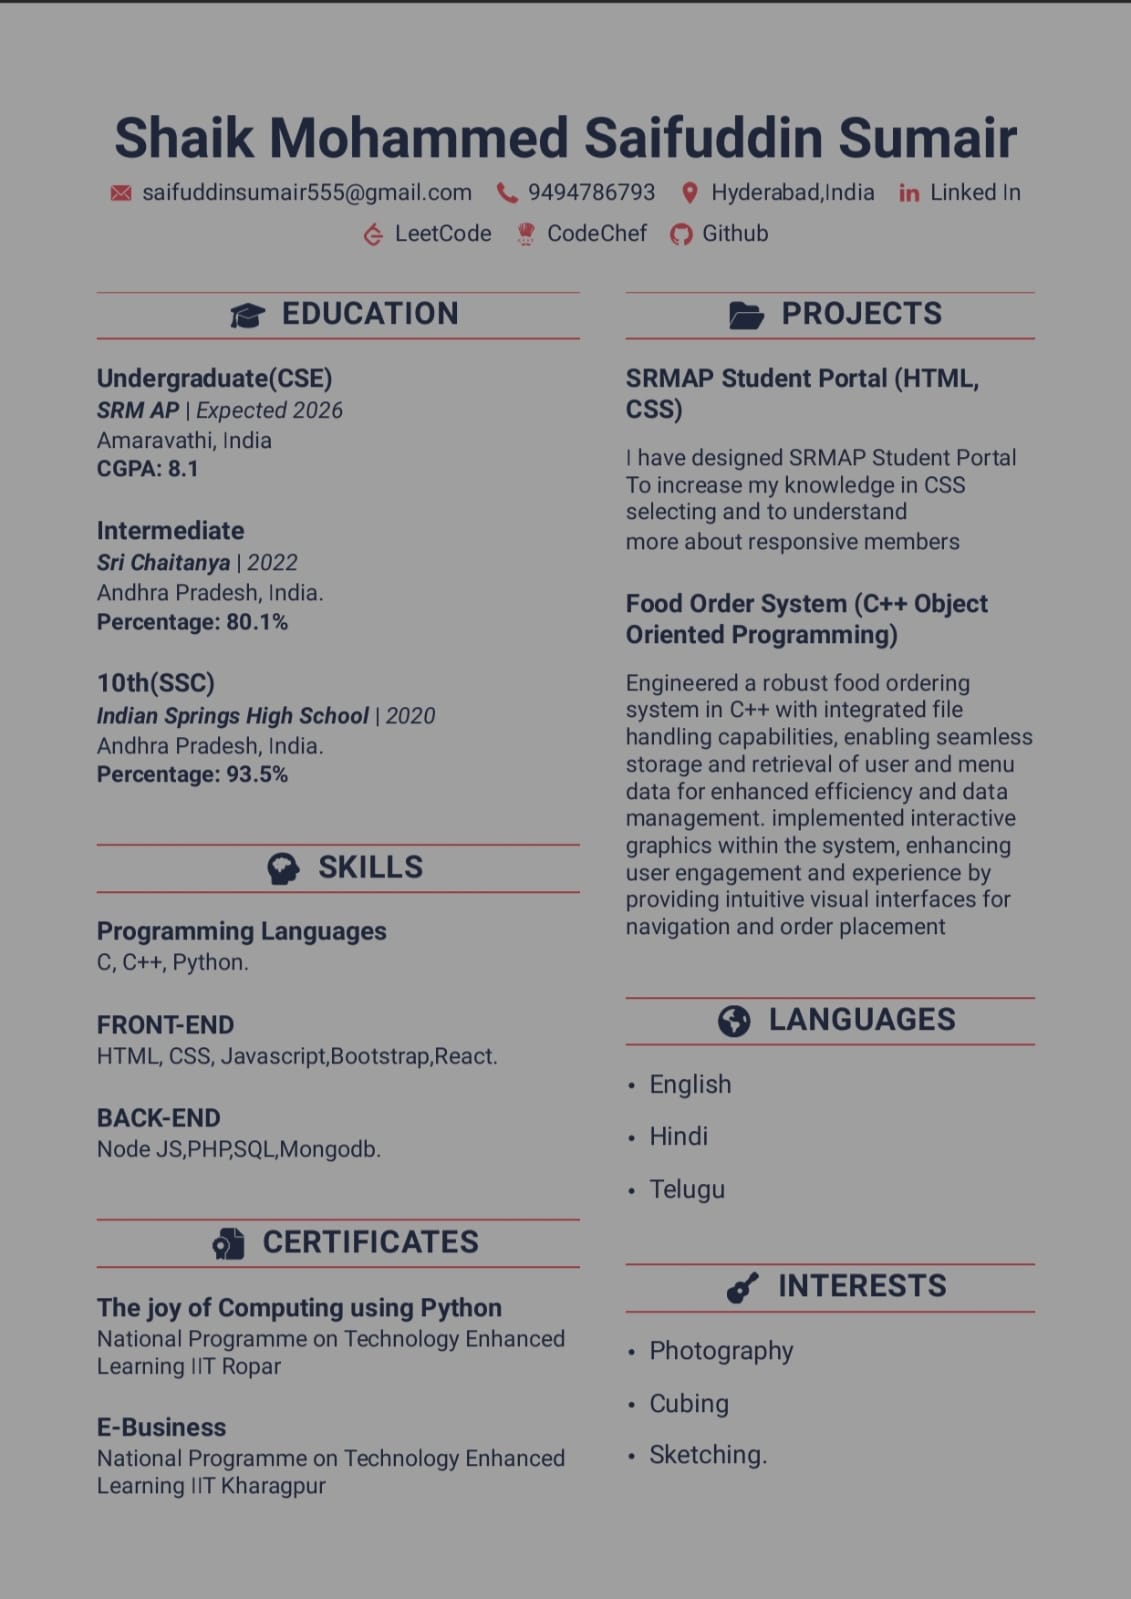 Shaik Mohammed Saifuddin Sumair
saifuddinsumair555@gmail.com 9494786793 Hyderabad,India Linked In
LeetCode CodeChef Github
EDUCATION
Undergraduate(CSE)
SRM AP | Expected 2026
Amaravathi, India
CGPA: 8.1
Intermediate
Sri Chaitanya | 2022
Andhra Pradesh, India.
Percentage: 80.1%
10th(SSC)
Indian Springs High School | 2020
Andhra Pradesh, India.
Percentage: 93.5%
SKILLS
Programming Languages
C, C++, Python.
FRONT-END
HTML, CSS, Javascript,Bootstrap,React.
BACK-END
Node JS,PHP,SQL,Mongodb.
CERTIFICATES
The joy of Computing using Python
National Programme on Technology Enhanced
Learning IIT Ropar
E-Business
National Programme on Technology Enhanced
Learning IIT Kharagpur
PROJECTS
SRMAP Student Portal (HTML,
CSS)
I have designed SRMAP Student Portal
To increase my knowledge in CSS
selecting and to understand
more about responsive members
Food Order System (C++ Object
Oriented Programming)
Engineered a robust food ordering
system in C++ with integrated file
handling capabilities, enabling seamless
storage and retrieval of user and menu
data for enhanced efficiency and data
management. implemented interactive
graphics within the system, enhancing
user engagement and experience by
providing intuitive visual interfaces for
navigation and order placement
LANGUAGES
• English
• Hindi
• Telugu
INTERESTS
• Photography
• Cubing
• Sketching.